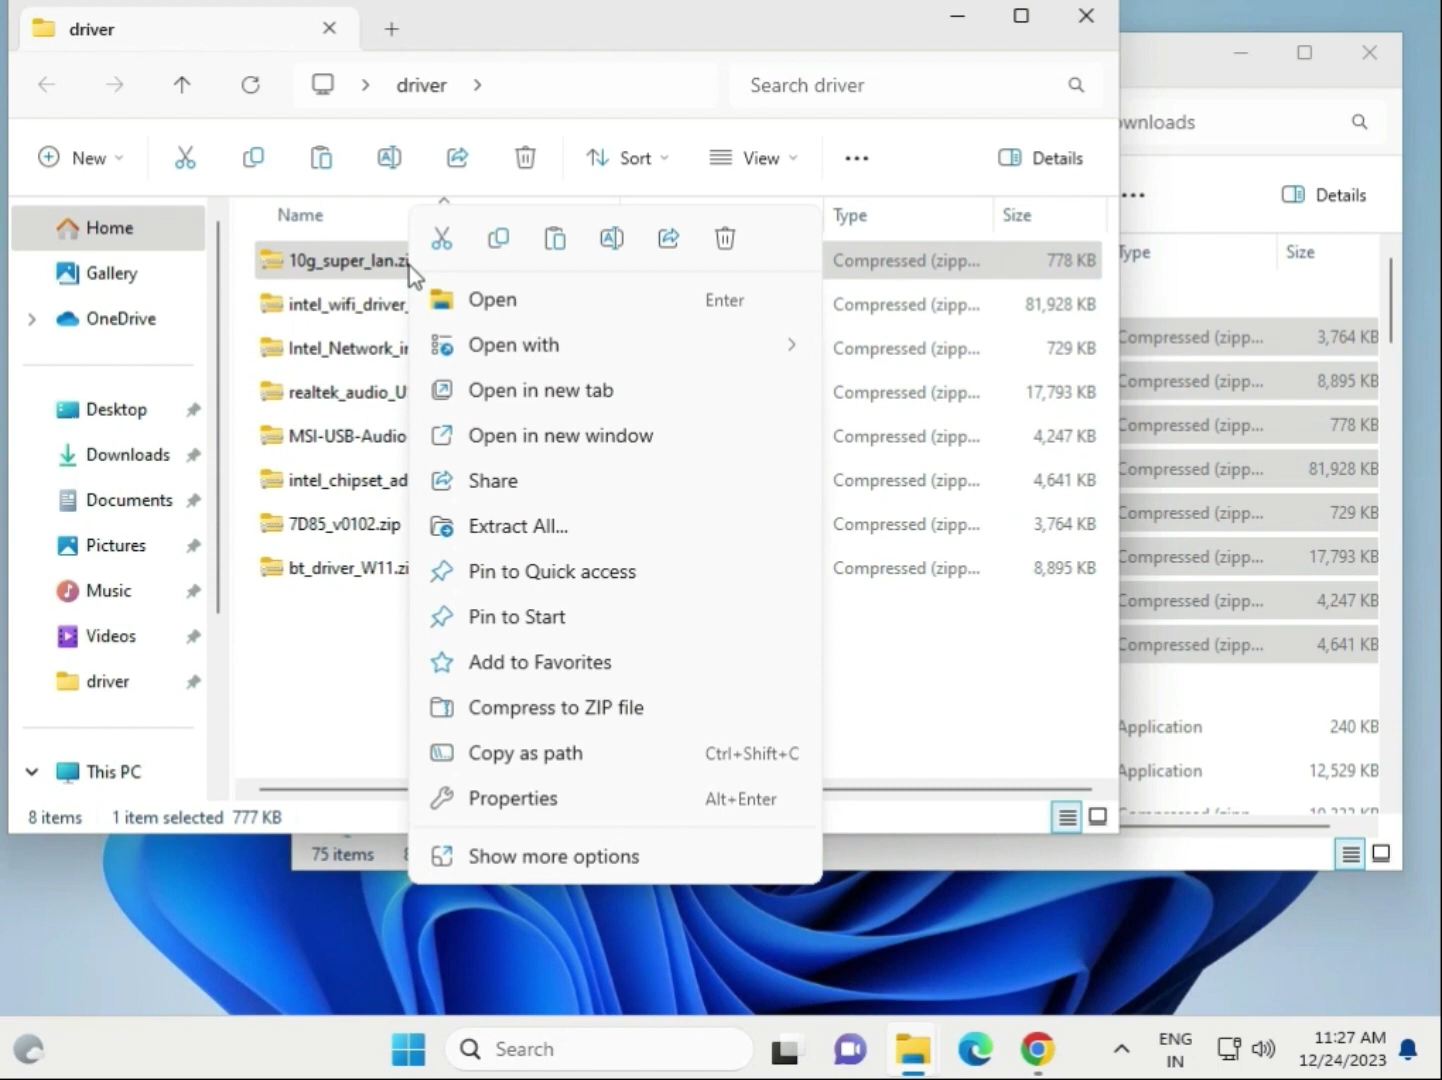 driver
driver
Search driver
New
Sort
View
Details
Name
Type
Size
Home
Gallery
OneDrive
Desktop
Downloads
Documents
Pictures
Music
Videos
driver
This PC
10g_super_lan.zi
Compressed (zipp...
778 KB
intel_wifi_driver_
Compressed (zipp...
81,928 KB
Intel_Network_i
Compressed (zipp...
729 KB
realtek_audio_U
Compressed (zipp...
17,793 KB
MSI-USB-Audio
Compressed (zipp...
4,247 KB
intel_chipset_ad
Compressed (zipp...
4,641 KB
7D85_v0102.zip
Compressed (zipp...
3,764 KB
bt_driver_W11.zi
Compressed (zipp...
8,895 KB
Open Enter
Open with
Open in new tab
Open in new window
Share
Extract All...
Pin to Quick access
Pin to Start
Add to Favorites
Compress to ZIP file
Copy as path Ctrl+Shift+C
Properties Alt+Enter
Show more options
8 items 1 item selected 777 KB
ownloads
Details
Type Size
Compressed (zipp... 3,764 KB
Compressed (zipp... 8,895 KB
Compressed (zipp... 778 KB
Compressed (zipp... 81,928 KB
Compressed (zipp... 729 KB
Compressed (zipp... 17,793 KB
Compressed (zipp... 4,247 KB
Compressed (zipp... 4,641 KB
Application 240 KB
Application 12,529 KB
75 items
Search
ENG
IN
11:27 AM
12/24/2023